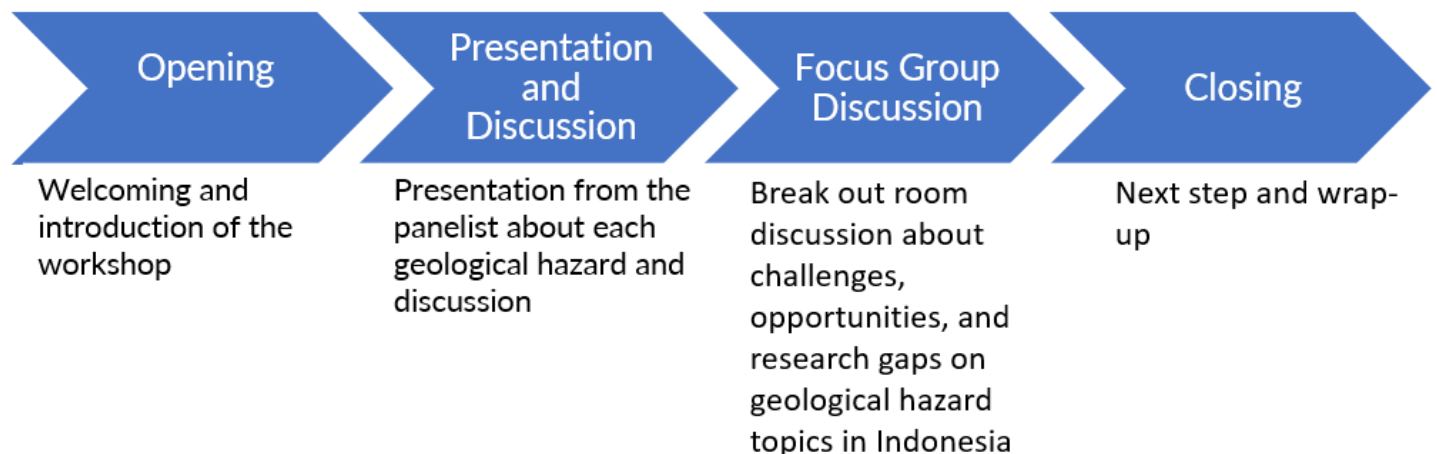 Opening
Welcoming and
introduction of the
workshop
Presentation
and
Discussion
Presentation from the
panelist about each
geological hazard and
discussion
Focus Group
Discussion
Break out room
discussion about
challenges,
opportunities, and
research gaps on
geological hazard
topics in Indonesia
Closing
Next step and wrap-
up